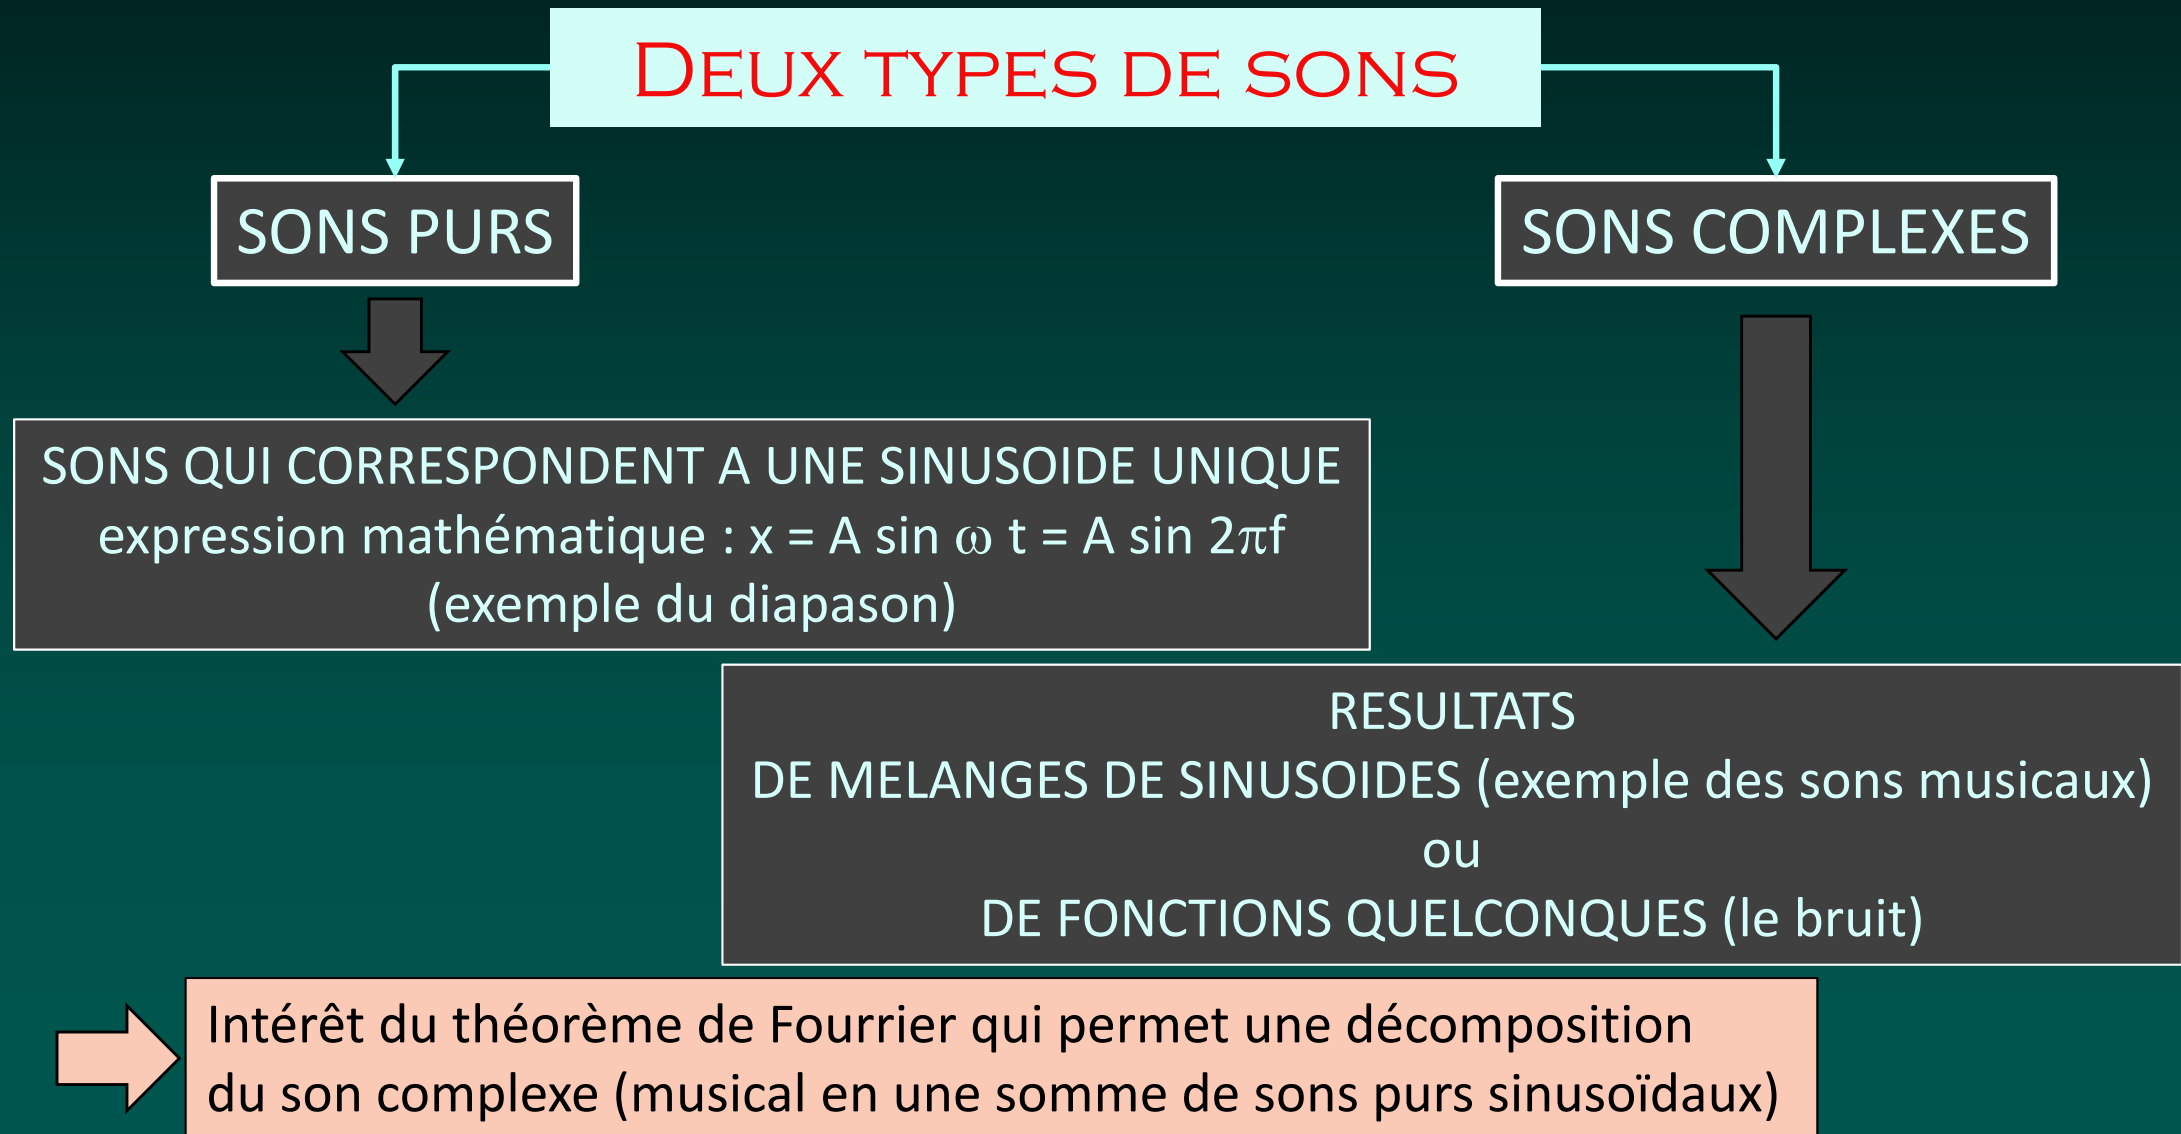 DEUX TYPES DE SONS
SONS PURS
SONS COMPLEXES
SONS QUI CORRESPONDENT A UNE SINUSOIDE UNIQUE
expression mathématique : x = A sin ω t = A sin 2πf
(exemple du diapason)
RESULTATS
DE MELANGES DE SINUSOIDES (exemple des sons musicaux)
ou
DE FONCTIONS QUELCONQUES (le bruit)
Intérêt du théorème de Fourrier qui permet une décomposition
du son complexe (musical en une somme de sons purs sinusoïdaux)